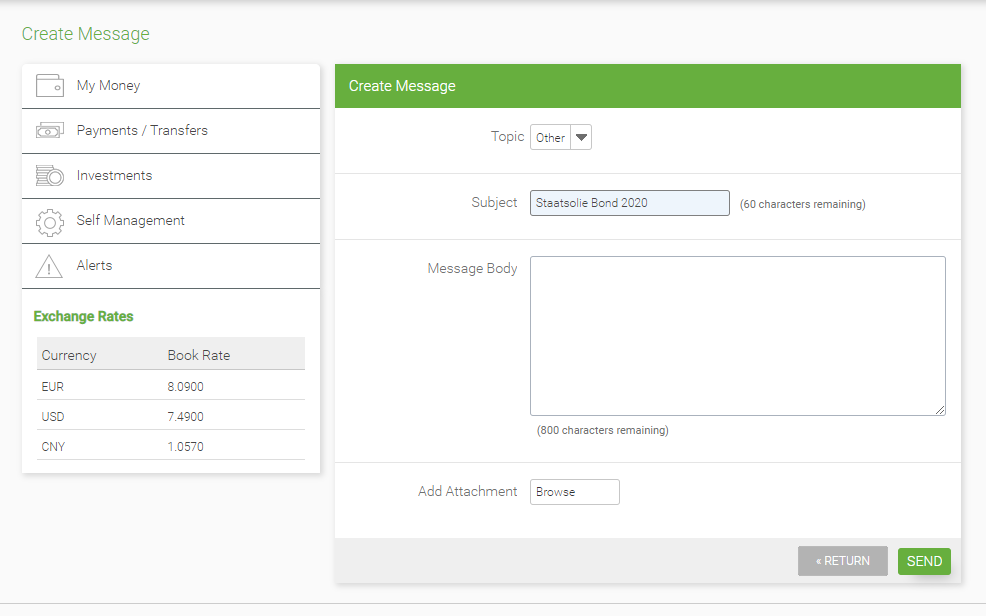 Create Message
My Money
Payments / Transfers
Investments
Self Management
Alerts
Exchange Rates
Currency Book Rate
EUR 8.0900
USD 7.4900
CNY 1.0570
Create Message
Topic Other
Subject Staatsolie Bond 2020 (60 characters remaining)
Message Body
(800 characters remaining)
Add Attachment Browse
« RETURN SEND